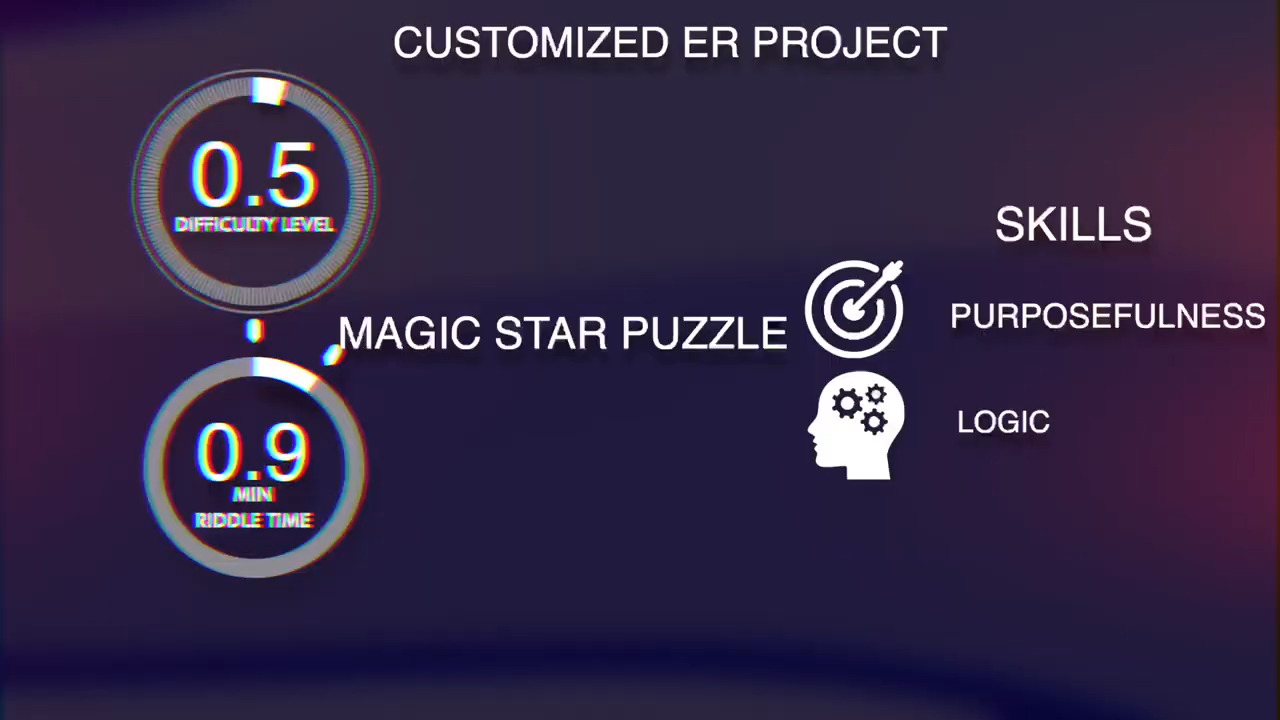 CUSTOMIZED ER PROJECT
0.5
DIFFICULTY LEVEL
SKILLS
MAGIC STAR PUZZLE
PURPOSEFULNESS
LOGIC
0.9
MIN
RIDDLE TIME